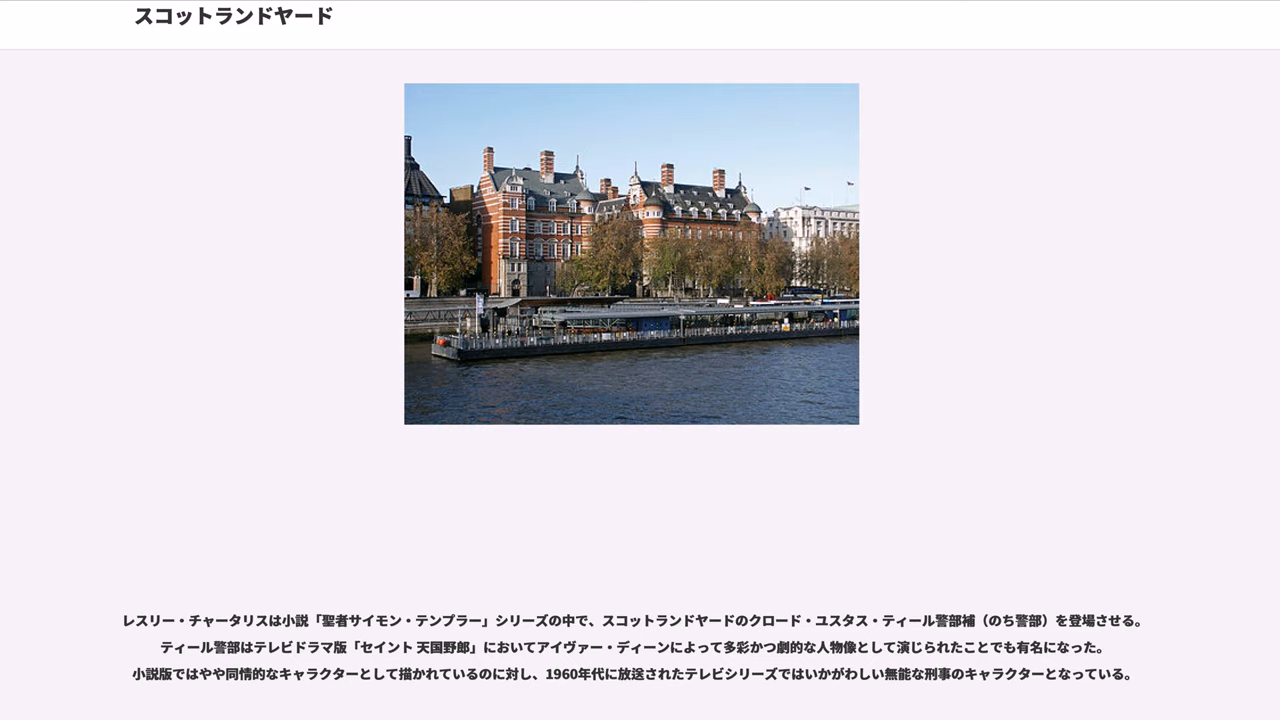 スコットランドヤード
レスリー・チャータリスは小説「聖者サイモン・テンプラー」シリーズの中で、スコットランドヤードのクロード・ユスタス・ティール警部補（のち警部）を登場させる。
ティール警部はテレビドラマ版「セイント 天国野郎」においてアイヴァー・ディーンによって多彩かつ劇的な人物像として演じられたことでも有名になった。
小説版ではやや同情的なキャラクターとして描かれているのに対し、1960年代に放送されたテレビシリーズではいかがわしい無能な刑事のキャラクターとなっている。